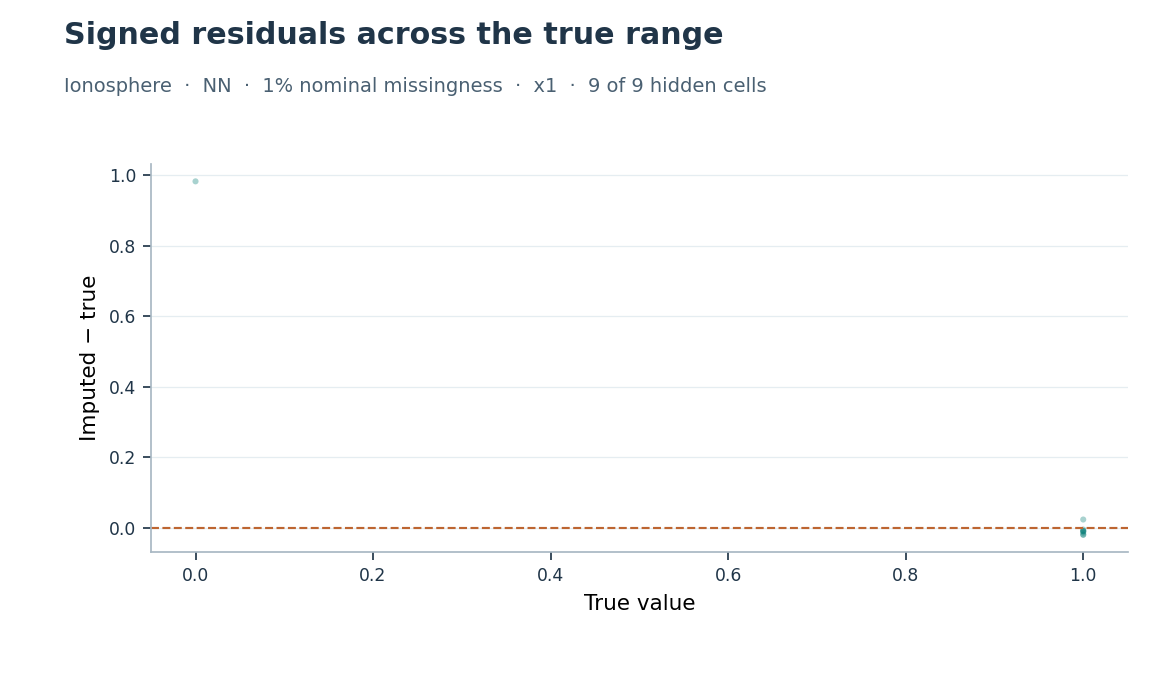 Signed residuals across the true range
Ionosphere · NN · 1% nominal missingness · x1 · 9 of 9 hidden cells
1.0
0.8
0.6
0.4
0.2
0.0
Imputed − true
0.0 0.2 0.4 0.6 0.8 1.0
True value